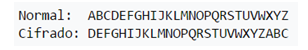 Normal:  ABCDEFGHIJKLMNOPQRSTUVWXYZ
Cifrado: DEFGHIJKLMNOPQRSTUVWXYZABC